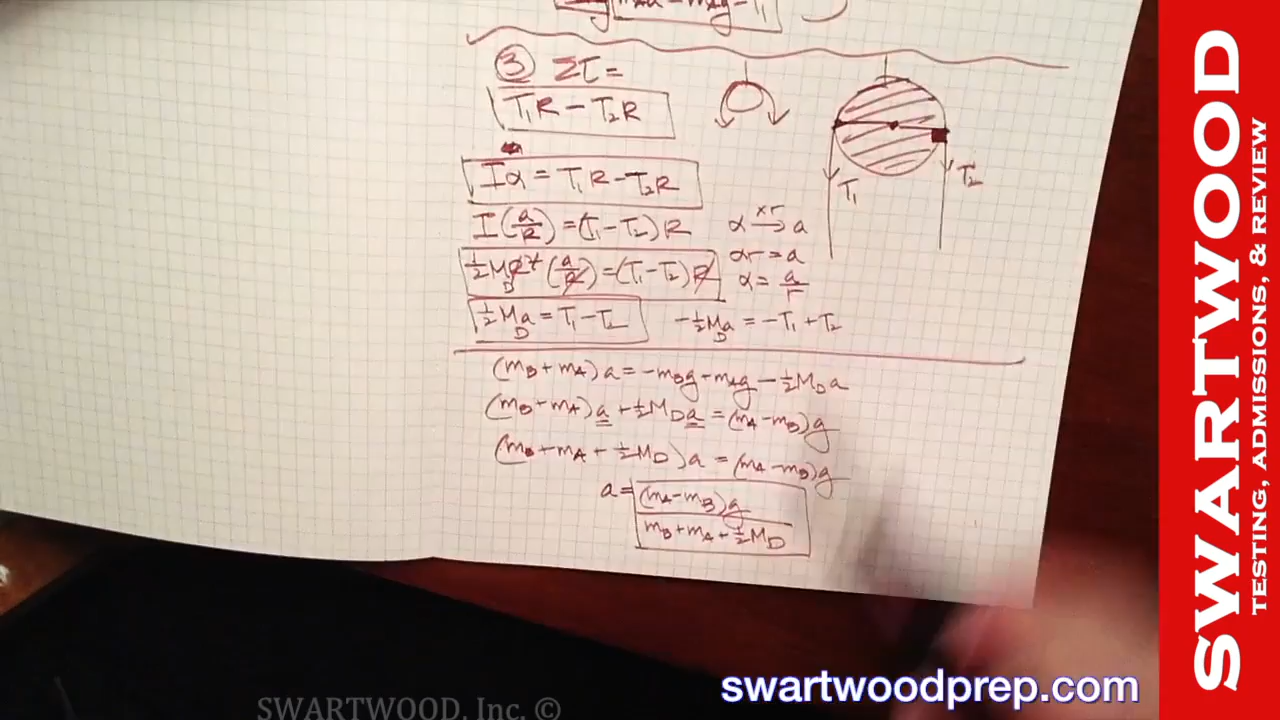 ③ Στ =
T₁R − T₂R
Iα = T₁R − T₂R
I(a/R) = (T₁ − T₂)R
α —xr→ a
αr = a
½M_D R² (a/R) = (T₁ − T₂)R
α = a/r
½M_D a = T₁ − T₂
−½M_D a = −T₁ + T₂
T₁
T₂
(m_B + m_A)a = −m_B g − m_A g − ½M_D a
(m_B − m_A)a + ½M_D a = (m_A − m_B)g
(m_B + m_A + ½M_D)a = (m_A − m_B)g
a = (m_A − m_B)g / m_B + m_A + ½M_D
SWARTWOOD
TESTING, ADMISSIONS, & REVIEW
swartwoodprep.com
SWARTWOOD, Inc. ©